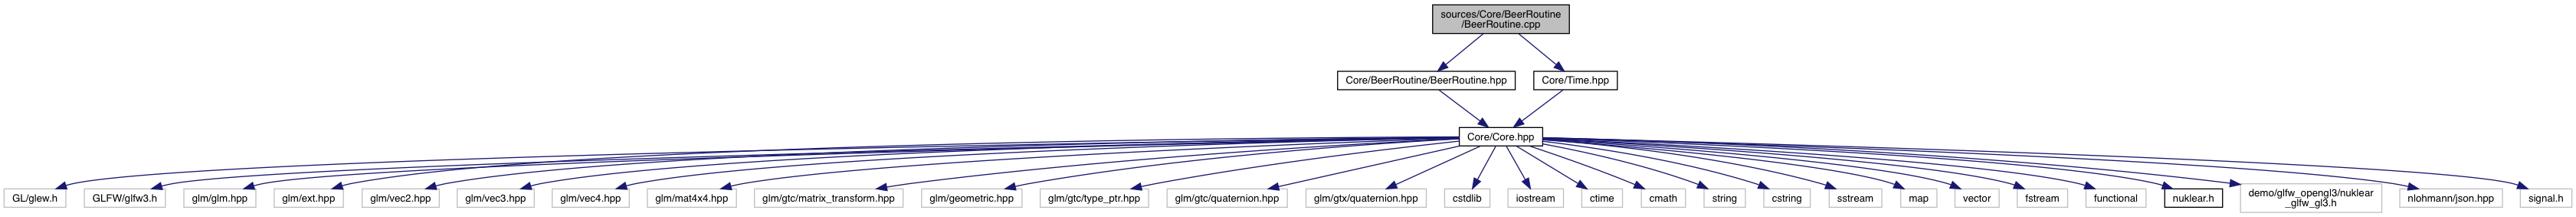 sources/Core/BeerRoutine
/BeerRoutine.cpp
Core/BeerRoutine/BeerRoutine.hpp
Core/Time.hpp
Core/Core.hpp
GL/glew.h
GLFW/glfw3.h
glm/glm.hpp
glm/ext.hpp
glm/vec2.hpp
glm/vec3.hpp
glm/vec4.hpp
glm/mat4x4.hpp
glm/gtc/matrix_transform.hpp
glm/geometric.hpp
glm/gtc/type_ptr.hpp
glm/gtc/quaternion.hpp
glm/gtx/quaternion.hpp
cstdlib
iostream
ctime
cmath
string
cstring
sstream
map
vector
fstream
functional
nuklear.h
demo/glfw_opengl3/nuklear
_glfw_gl3.h
nlohmann/json.hpp
signal.h